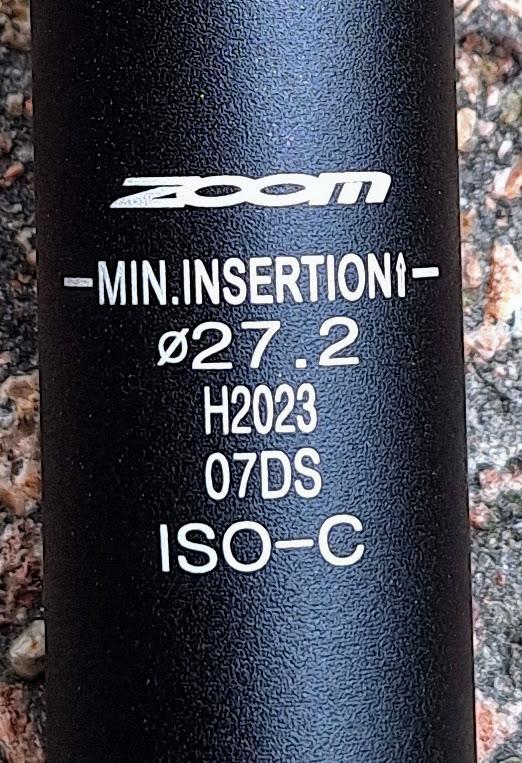 ZOOM
-MIN.INSERTION↑-
ø27.2
H2023
07DS
ISO-C